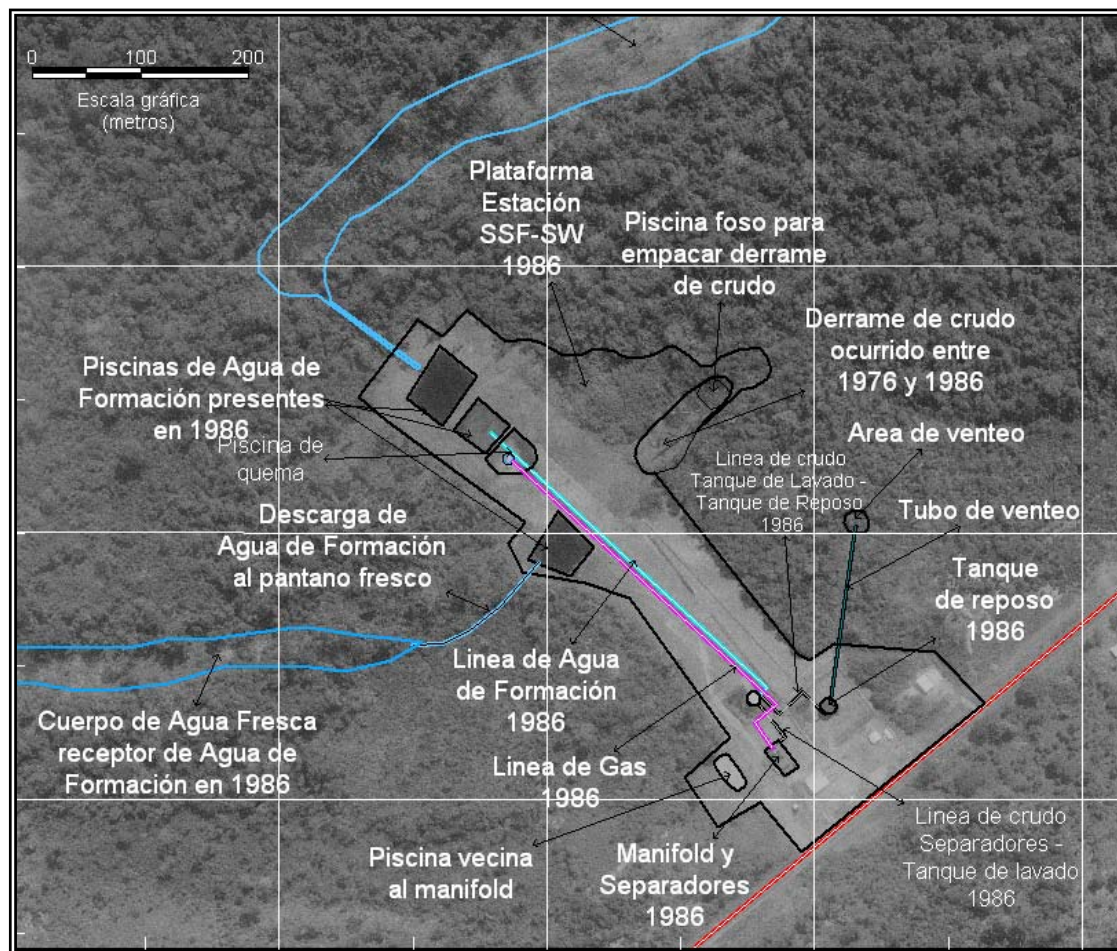 0 100 200
Escala gráfica
(metros)
Plataforma
Estación
SSF-SW
1986
Piscina foso para
empacar derrame
de crudo
Derrame de crudo
ocurrido entre
1976 y 1986
Piscinas de Agua de
Formación presentes
en 1986
Piscina de
quema
Area de venteo
Linea de crudo
Tanque de Lavado -
Tanque de Reposo
1986
Tubo de venteo
Descarga de
Agua de Formación
al pantano fresco
Tanque
de reposo
1986
Linea de Agua
de Formación
1986
Cuerpo de Agua Fresca
receptor de Agua de
Formación en 1986
Linea de Gas
1986
Piscina vecina
al manifold
Manifold y
Separadores
1986
Linea de crudo
Separadores -
Tanque de lavado
1986